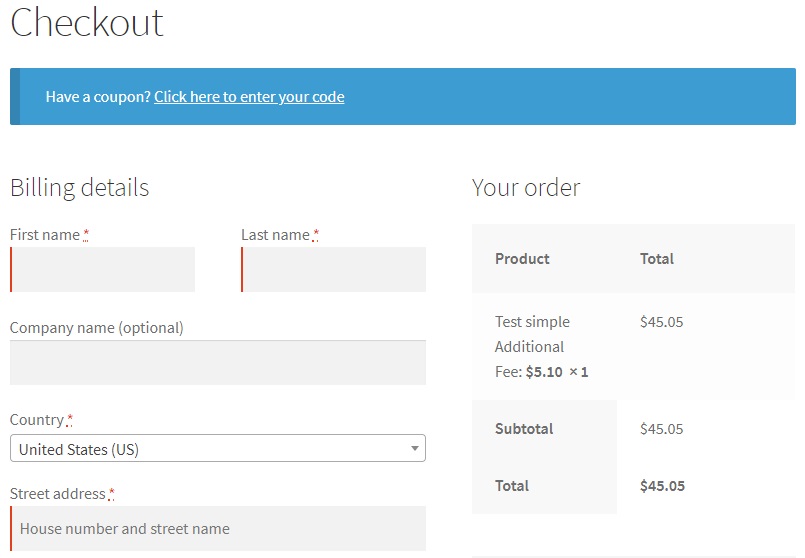 Checkout
Have a coupon? Click here to enter your code
Billing details
First name *
Last name *
Company name (optional)
Country *
United States (US)
Street address *
House number and street name
Your order
Product Total
Test simple $45.05
Additional
Fee: $5.10 × 1
Subtotal $45.05
Total $45.05